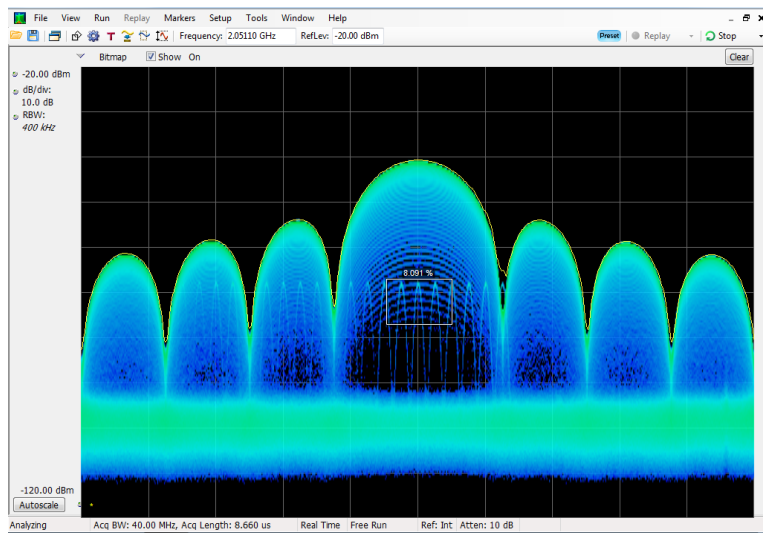 File View Run Replay Markers Setup Tools Window Help
T Frequency: 2.05110 GHz RefLev: -20.00 dBm Preset Replay Stop
Bitmap Show On Clear
-20.00 dBm
dB/div:
10.0 dB
RBW:
400 kHz
8.091 %
-120.00 dBm
Autoscale
Analyzing Acq BW: 40.00 MHz, Acq Length: 8.660 us Real Time Free Run Ref: Int Atten: 10 dB